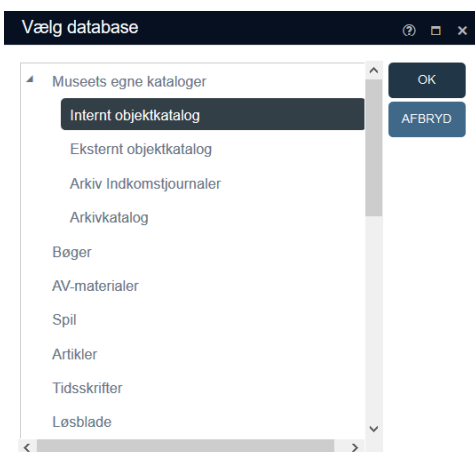 Vælg database
Museets egne kataloger
OK
Internt objektkatalog
AFBRYD
Eksternt objektkatalog
Arkiv Indkomstjournaler
Arkivkatalog
Bøger
AV-materialer
Spil
Artikler
Tidsskrifter
Løsblade